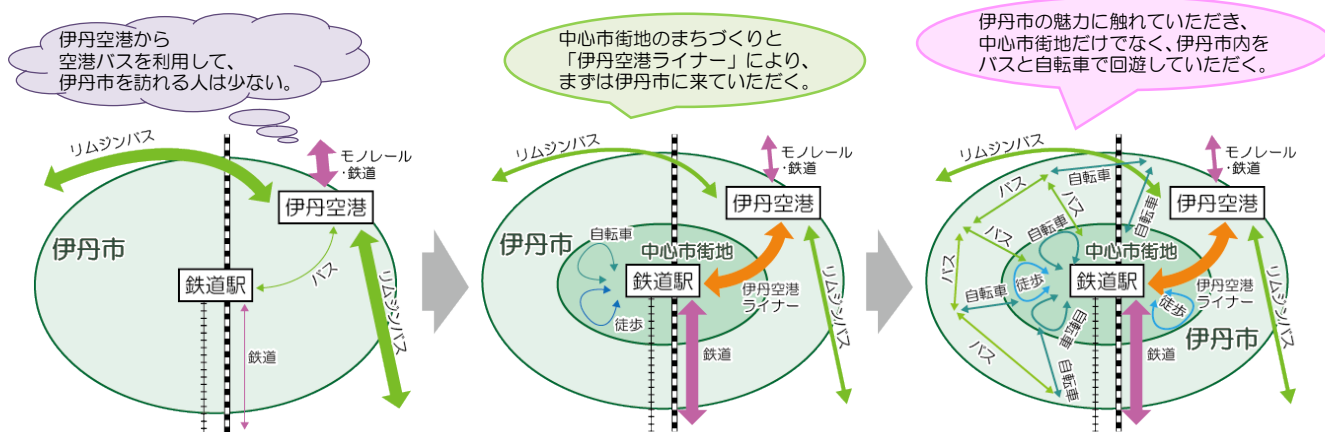 伊丹空港から
空港バスを利用して、
伊丹市を訪れる人は少ない。
リムジンバス
モノレール
・鉄道
伊丹空港
伊丹市
バス
鉄道駅
リムジンバス
鉄道
中心市街地のまちづくりと
「伊丹空港ライナー」により、
まずは伊丹市に来ていただく。
リムジンバス
モノレール
・鉄道
伊丹空港
伊丹市
自転車
中心市街地
鉄道駅
伊丹空港
ライナー
リムジンバス
徒歩
鉄道
伊丹市の魅力に触れていただき、
中心市街地だけでなく、伊丹市内を
バスと自転車で回遊していただく。
リムジンバス
モノレール
・鉄道
バス
自転車
伊丹空港
バス
自転車
自転車
バス
中心市街地
バス
徒歩
鉄道駅
伊丹空港
ライナー
リムジンバス
自転車
徒歩
自転車
伊丹市
バス
自転車
鉄道